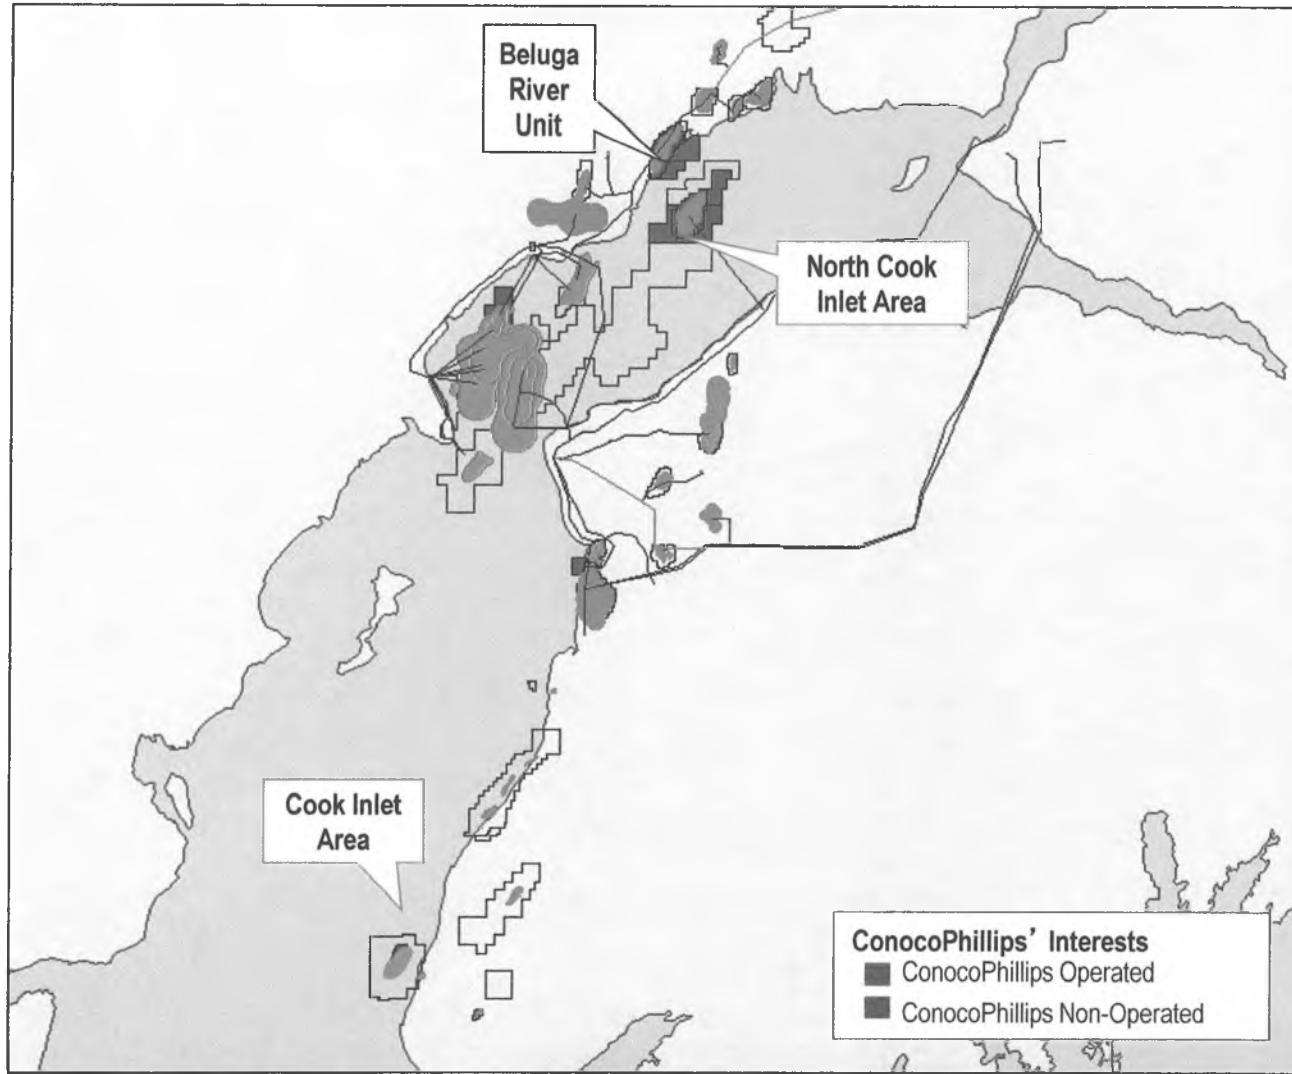 Beluga
River
Unit
North Cook
Inlet Area
Cook Inlet
Area
ConocoPhillips' Interests
ConocoPhillips Operated
ConocoPhillips Non-Operated